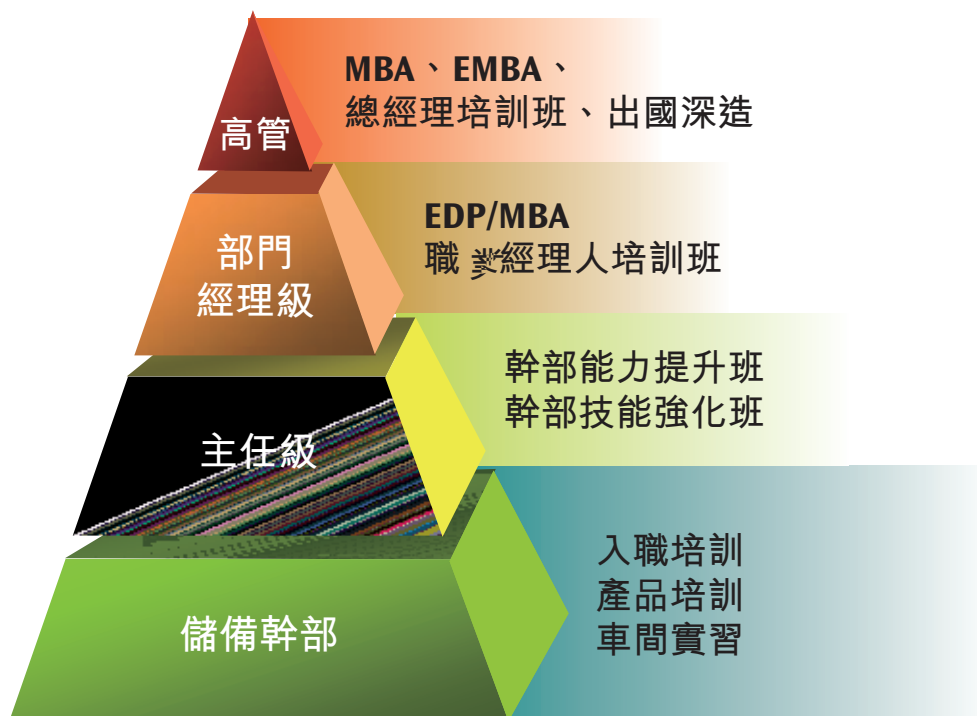 高管
MBA、EMBA、
總經理培訓班、出國深造
部門
經理級
EDP/MBA
職 經理人培訓班
主任級
幹部能力提升班
幹部技能強化班
儲備幹部
入職培訓
產品培訓
車間實習